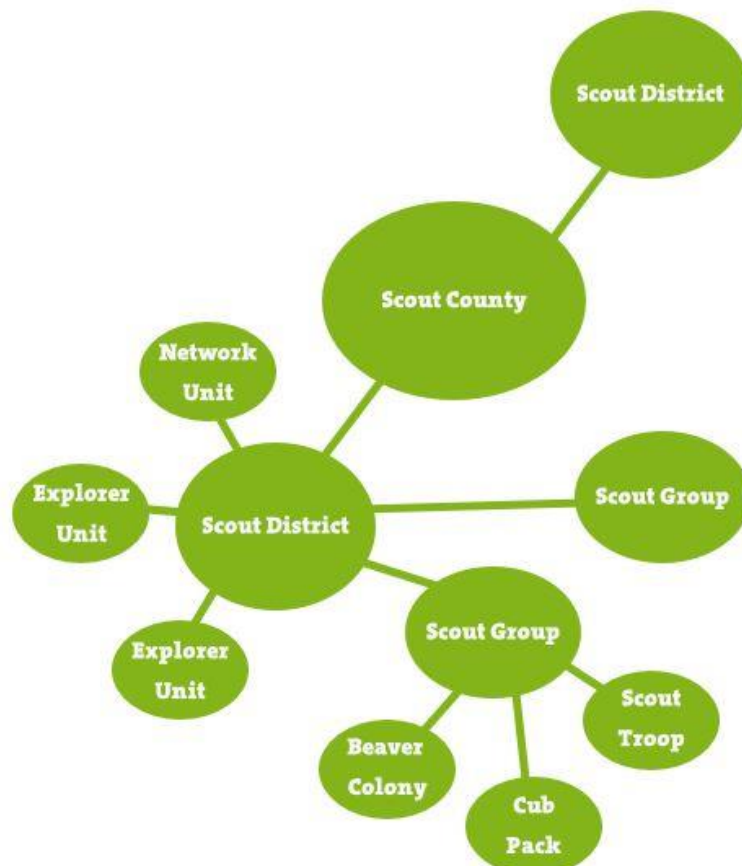 Scout District
Scout County
Network
Unit
Explorer
Unit
Scout District
Scout Group
Explorer
Unit
Scout Group
Scout
Troop
Beaver
Colony
Cub
Pack